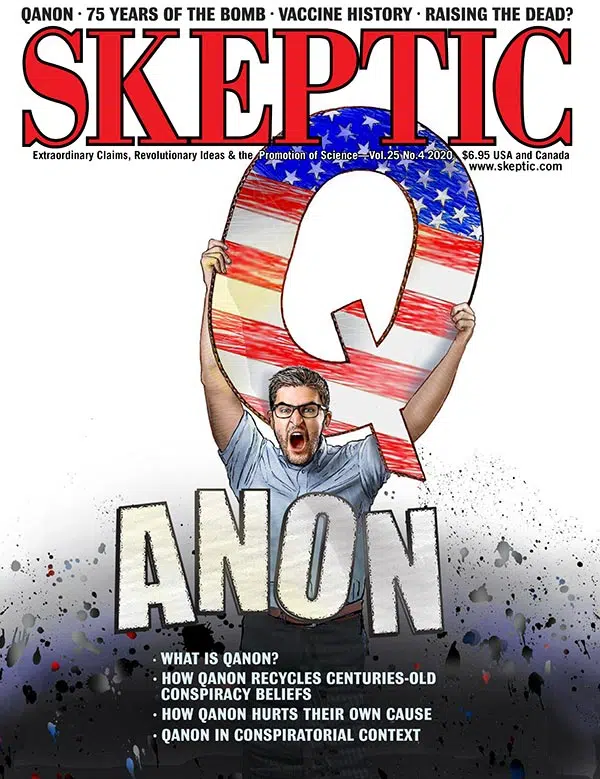 QANON · 75 YEARS OF THE BOMB · VACCINE HISTORY · RAISING THE DEAD?
SKEPTIC
Extraordinary Claims, Revolutionary Ideas & the Promotion of Science—Vol.25 No.4 2020 $6.95 USA and Canada
www.skeptic.com
Q
ANON
· WHAT IS QANON?
· HOW QANON RECYCLES CENTURIES-OLD
CONSPIRACY BELIEFS
· HOW QANON HURTS THEIR OWN CAUSE
· QANON IN CONSPIRATORIAL CONTEXT